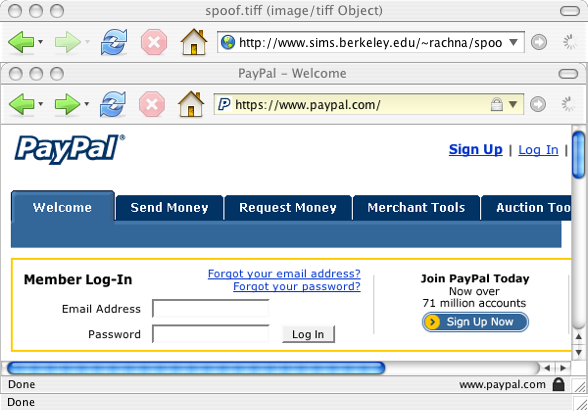 spoof.tiff (image/tiff Object)
http://www.sims.berkeley.edu/~rachna/spoo
PayPal - Welcome
https://www.paypal.com/
PayPal®
Sign Up | Log In |
Welcome Send Money Request Money Merchant Tools Auction Too
Member Log-In
Forgot your email address?
Forgot your password?
Email Address
Password
Log In
Join PayPal Today
Now over
71 million accounts
Sign Up Now
Done
www.paypal.com
Done